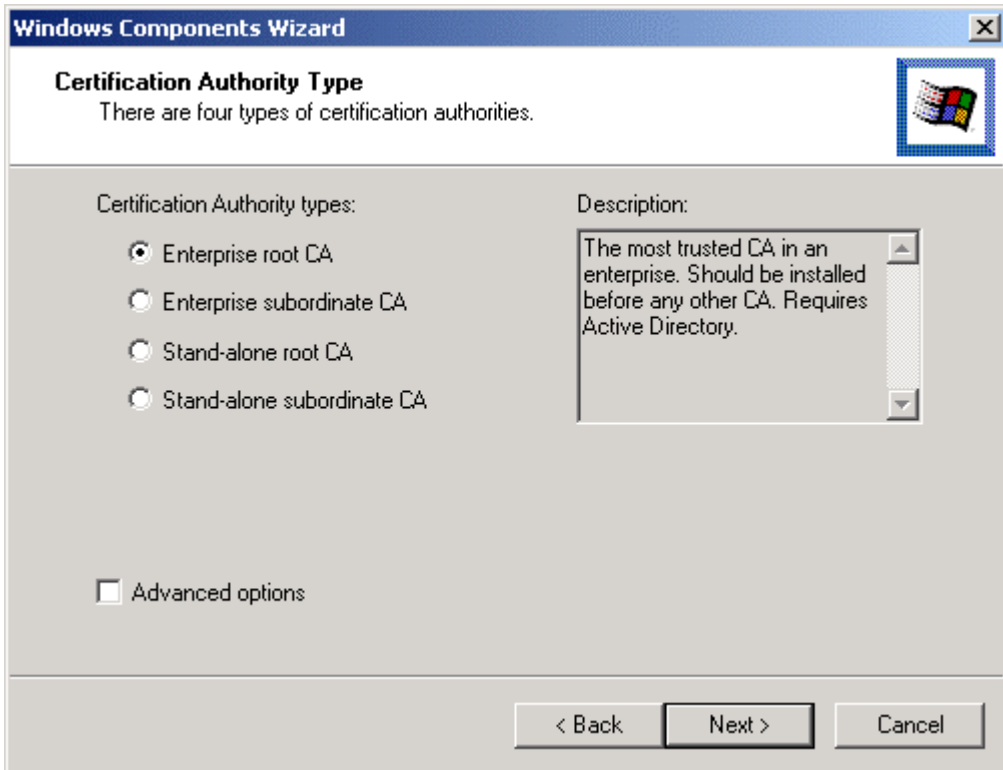 Windows Components Wizard
Certification Authority Type
There are four types of certification authorities.
Certification Authority types:
Enterprise root CA
Enterprise subordinate CA
Stand-alone root CA
Stand-alone subordinate CA
Description:
The most trusted CA in an
enterprise. Should be installed
before any other CA. Requires
Active Directory.
Advanced options
< Back
Next >
Cancel